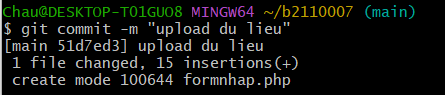 Chau@DESKTOP-T01GUO8 MINGW64 ~/b2110007 (main)
$ git commit -m "upload du lieu"
[main 51d7ed3] upload du lieu
 1 file changed, 15 insertions(+)
 create mode 100644 formnhap.php